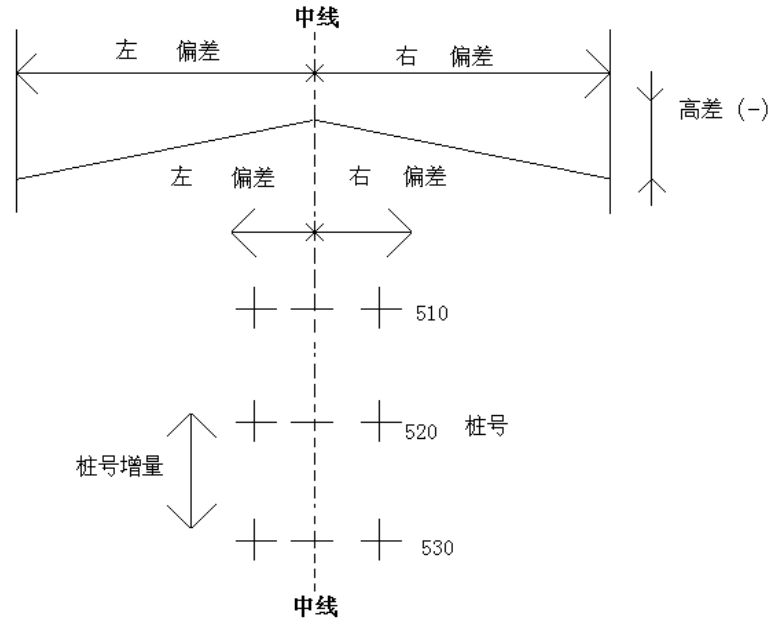 中线
左 偏差 右 偏差
高差 (-)
左 偏差 右 偏差
510
520 桩号
桩号增量
530
中线